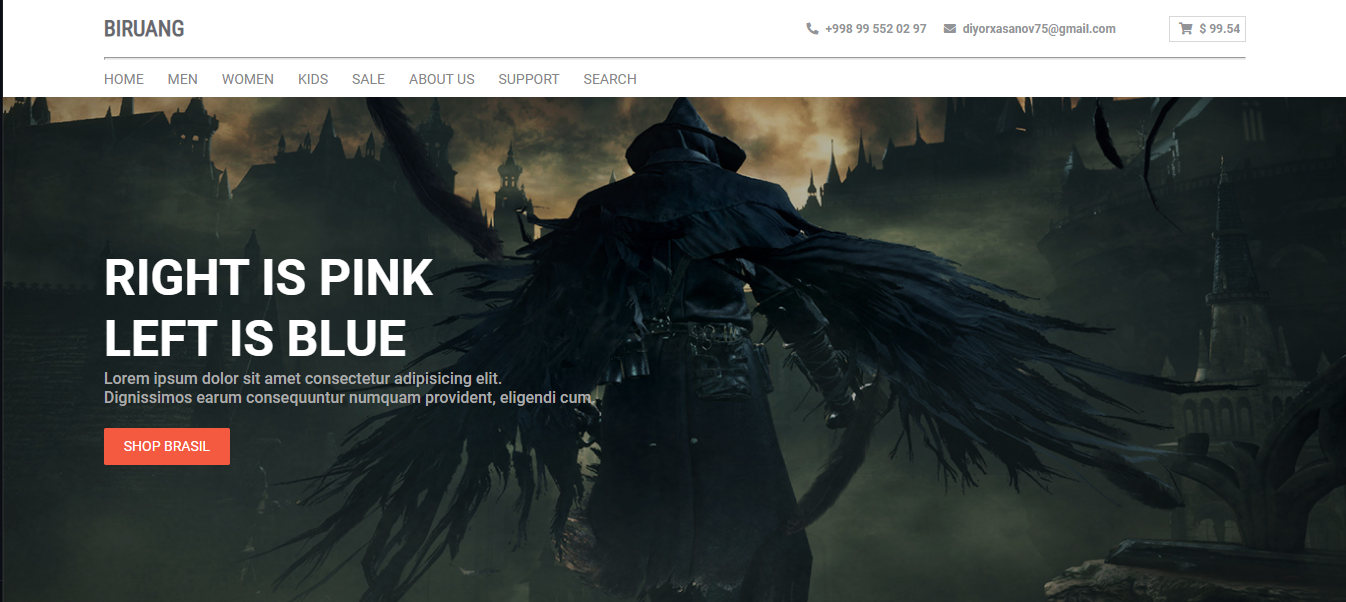 BIRUANG
+998 99 552 02 97 diyorxasanov75@gmail.com $ 99.54
HOME MEN WOMEN KIDS SALE ABOUT US SUPPORT SEARCH
RIGHT IS PINK
LEFT IS BLUE
Lorem ipsum dolor sit amet consectetur adipisicing elit.
Dignissimos earum consequuntur numquam provident, eligendi cum.
SHOP BRASIL